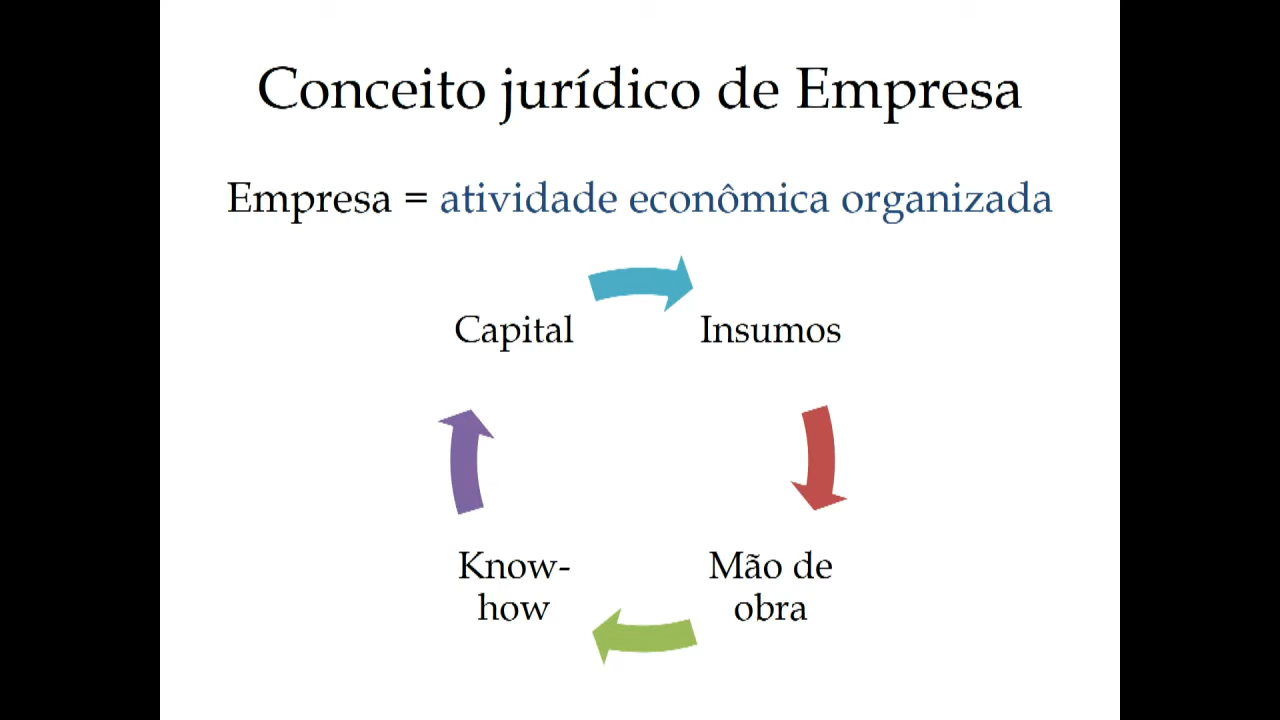 Conceito jurídico de Empresa
Empresa = atividade econômica organizada
Capital
Insumos
Mão de
obra
Know-
how